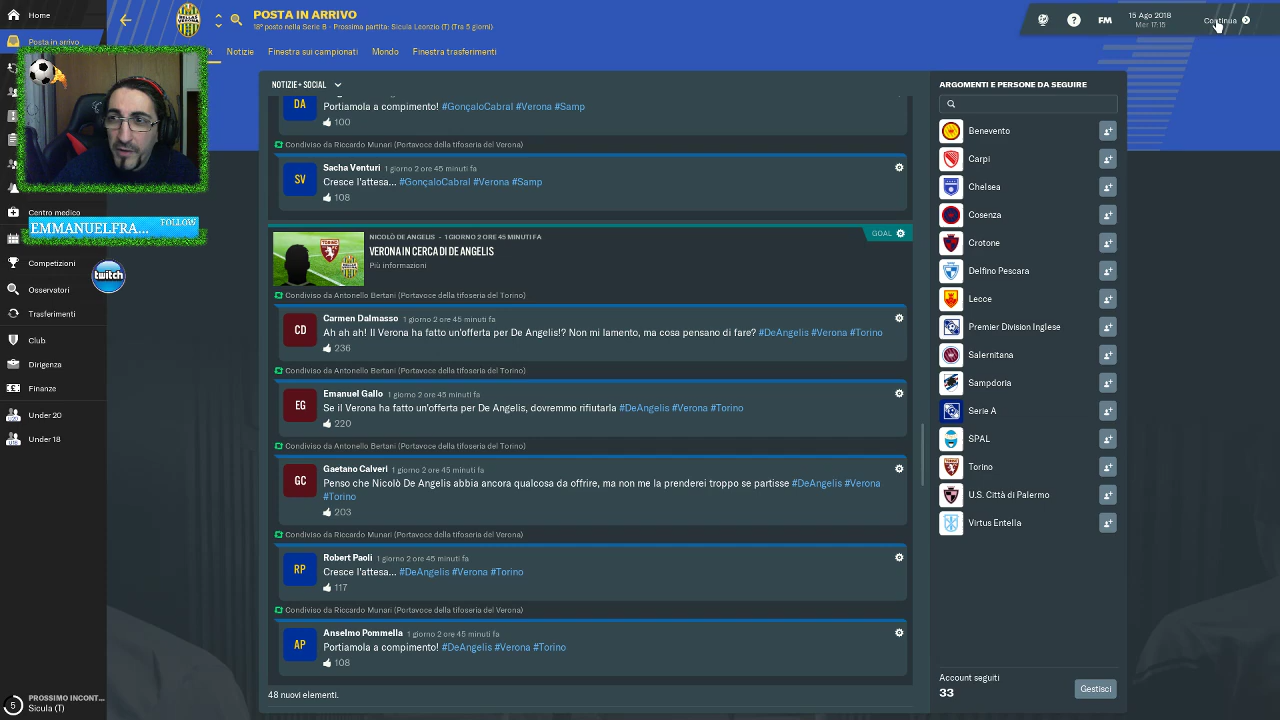 Home
POSTA IN ARRIVO
18° posto nella Serie B - Prossima partita: Sicula Leonzio (T) (Tra 5 giorni)
FM
15 Ago 2018
Mer 17:15
Continua
Posta in arrivo
Notizie
Finestra sui campionati
Mondo
Finestra trasferimenti
NOTIZIE + SOCIAL
DA
Portiamola a compimento! #GonçaloCabral #Verona #Samp
100
Condiviso da Riccardo Munari (Portavoce della tifoseria del Verona)
SV
Sacha Venturi 1 giorno 2 ore 45 minuti fa
Cresce l'attesa... #GonçaloCabral #Verona #Samp
108
NICOLÒ DE ANGELIS - 1 GIORNO 2 ORE 45 MINUTI FA
GOAL
VERONA IN CERCA DI DE ANGELIS
Più informazioni
Condiviso da Antonello Bertani (Portavoce della tifoseria del Torino)
CD
Carmen Dalmasso 1 giorno 2 ore 45 minuti fa
Ah ah ah! Il Verona ha fatto un'offerta per De Angelis!? Non mi lamento, ma cosa pensano di fare? #DeAngelis #Verona #Torino
236
Condiviso da Antonello Bertani (Portavoce della tifoseria del Torino)
EG
Emanuel Gallo 1 giorno 2 ore 45 minuti fa
Se il Verona ha fatto un'offerta per De Angelis, dovremmo rifiutarla #DeAngelis #Verona #Torino
220
Condiviso da Antonello Bertani (Portavoce della tifoseria del Torino)
GC
Gaetano Calveri 1 giorno 2 ore 45 minuti fa
Penso che Nicolò De Angelis abbia ancora qualcosa da offrire, ma non me la prenderei troppo se partisse #DeAngelis #Verona
#Torino
203
Condiviso da Riccardo Munari (Portavoce della tifoseria del Verona)
RP
Robert Paoli 1 giorno 2 ore 45 minuti fa
Cresce l'attesa... #DeAngelis #Verona #Torino
117
Condiviso da Riccardo Munari (Portavoce della tifoseria del Verona)
AP
Anselmo Pommella 1 giorno 2 ore 45 minuti fa
Portiamola a compimento! #DeAngelis #Verona #Torino
108
48 nuovi elementi.
ARGOMENTI E PERSONE DA SEGUIRE
Benevento
Carpi
Chelsea
Cosenza
Crotone
Delfino Pescara
Lecce
Premier Division Inglese
Salernitana
Sampdoria
Serie A
SPAL
Torino
U.S. Città di Palermo
Virtus Entella
Account seguiti
33
Gestisci
Centro medico
EMMANUELFRA...
FOLLOW
Competizioni
twitch
Osservatori
Trasferimenti
Club
Dirigenza
Finanze
Under 20
Under 18
5
PROSSIMO INCONT...
Sicula (T)